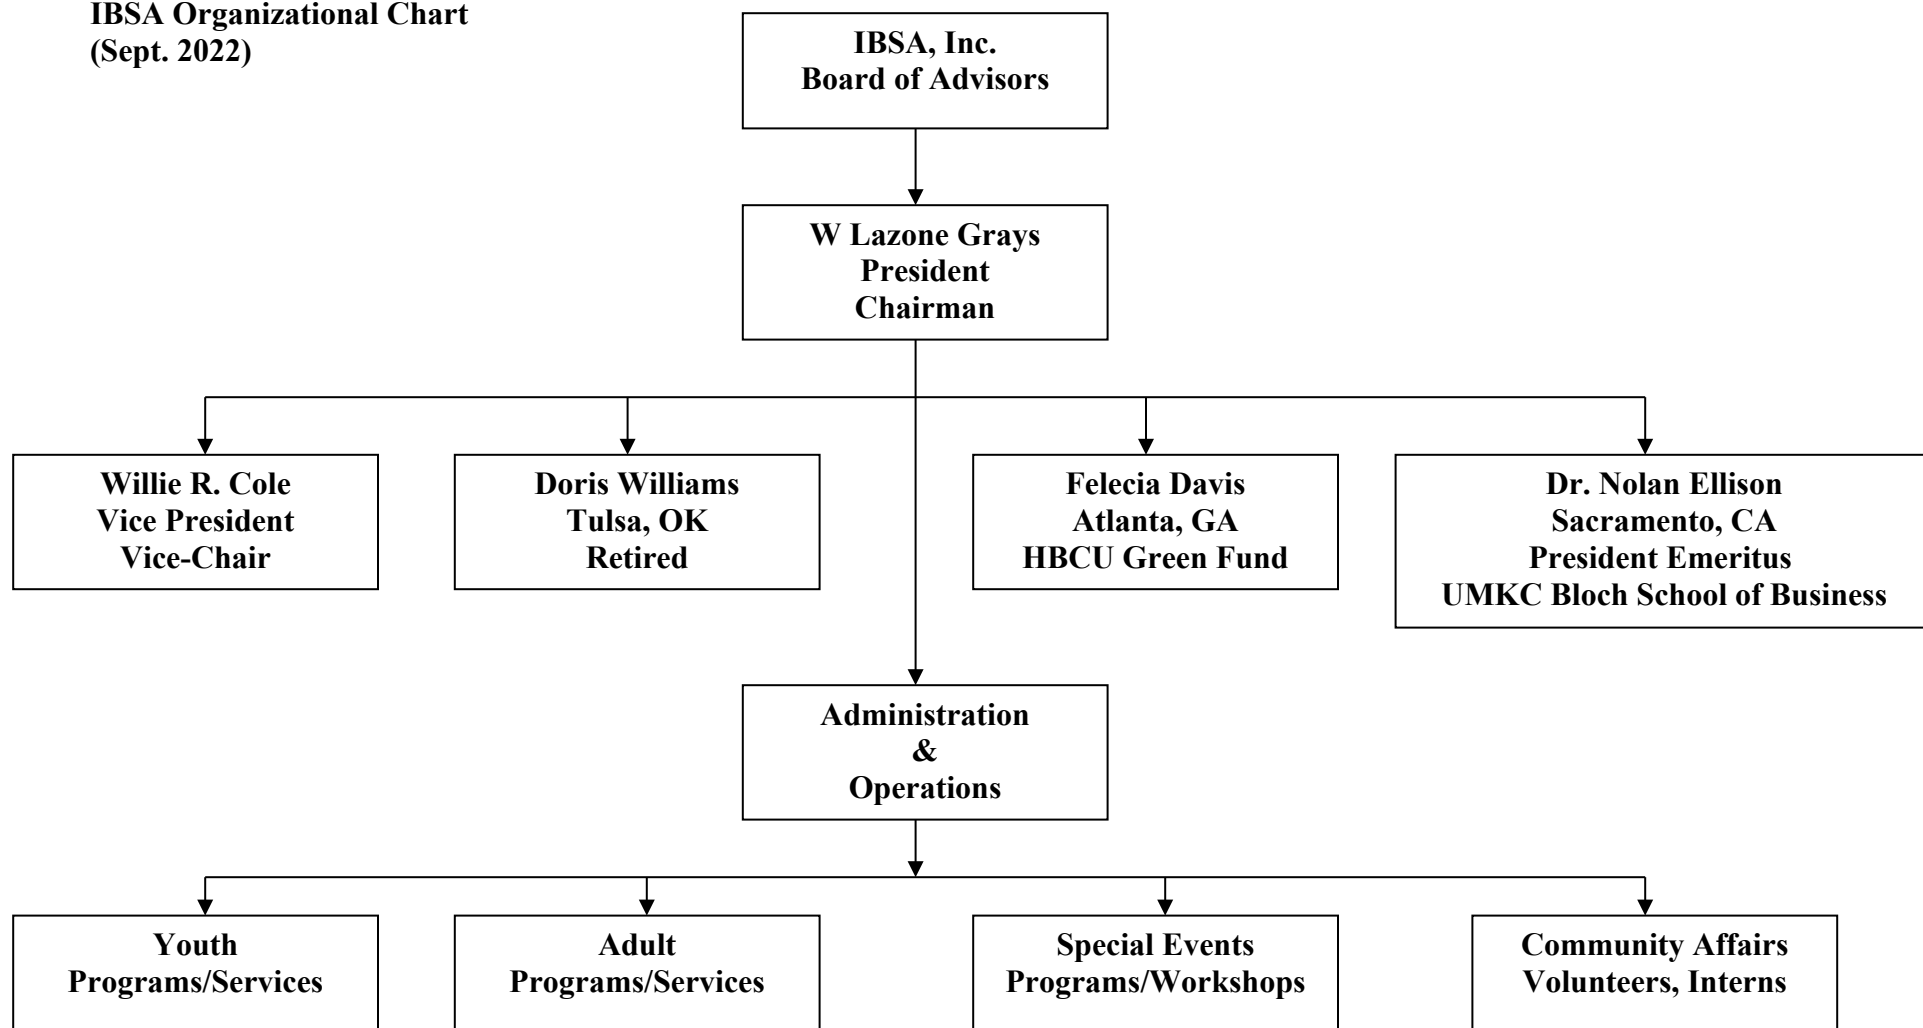 IBSA Organizational Chart
(Sept. 2022)
IBSA, Inc.
Board of Advisors
W Lazone Grays
President
Chairman
Willie R. Cole
Vice President
Vice-Chair
Doris Williams
Tulsa, OK
Retired
Felecia Davis
Atlanta, GA
HBCU Green Fund
Dr. Nolan Ellison
Sacramento, CA
President Emeritus
UMKC Bloch School of Business
Administration
&
Operations
Youth
Programs/Services
Adult
Programs/Services
Special Events
Programs/Workshops
Community Affairs
Volunteers, Interns